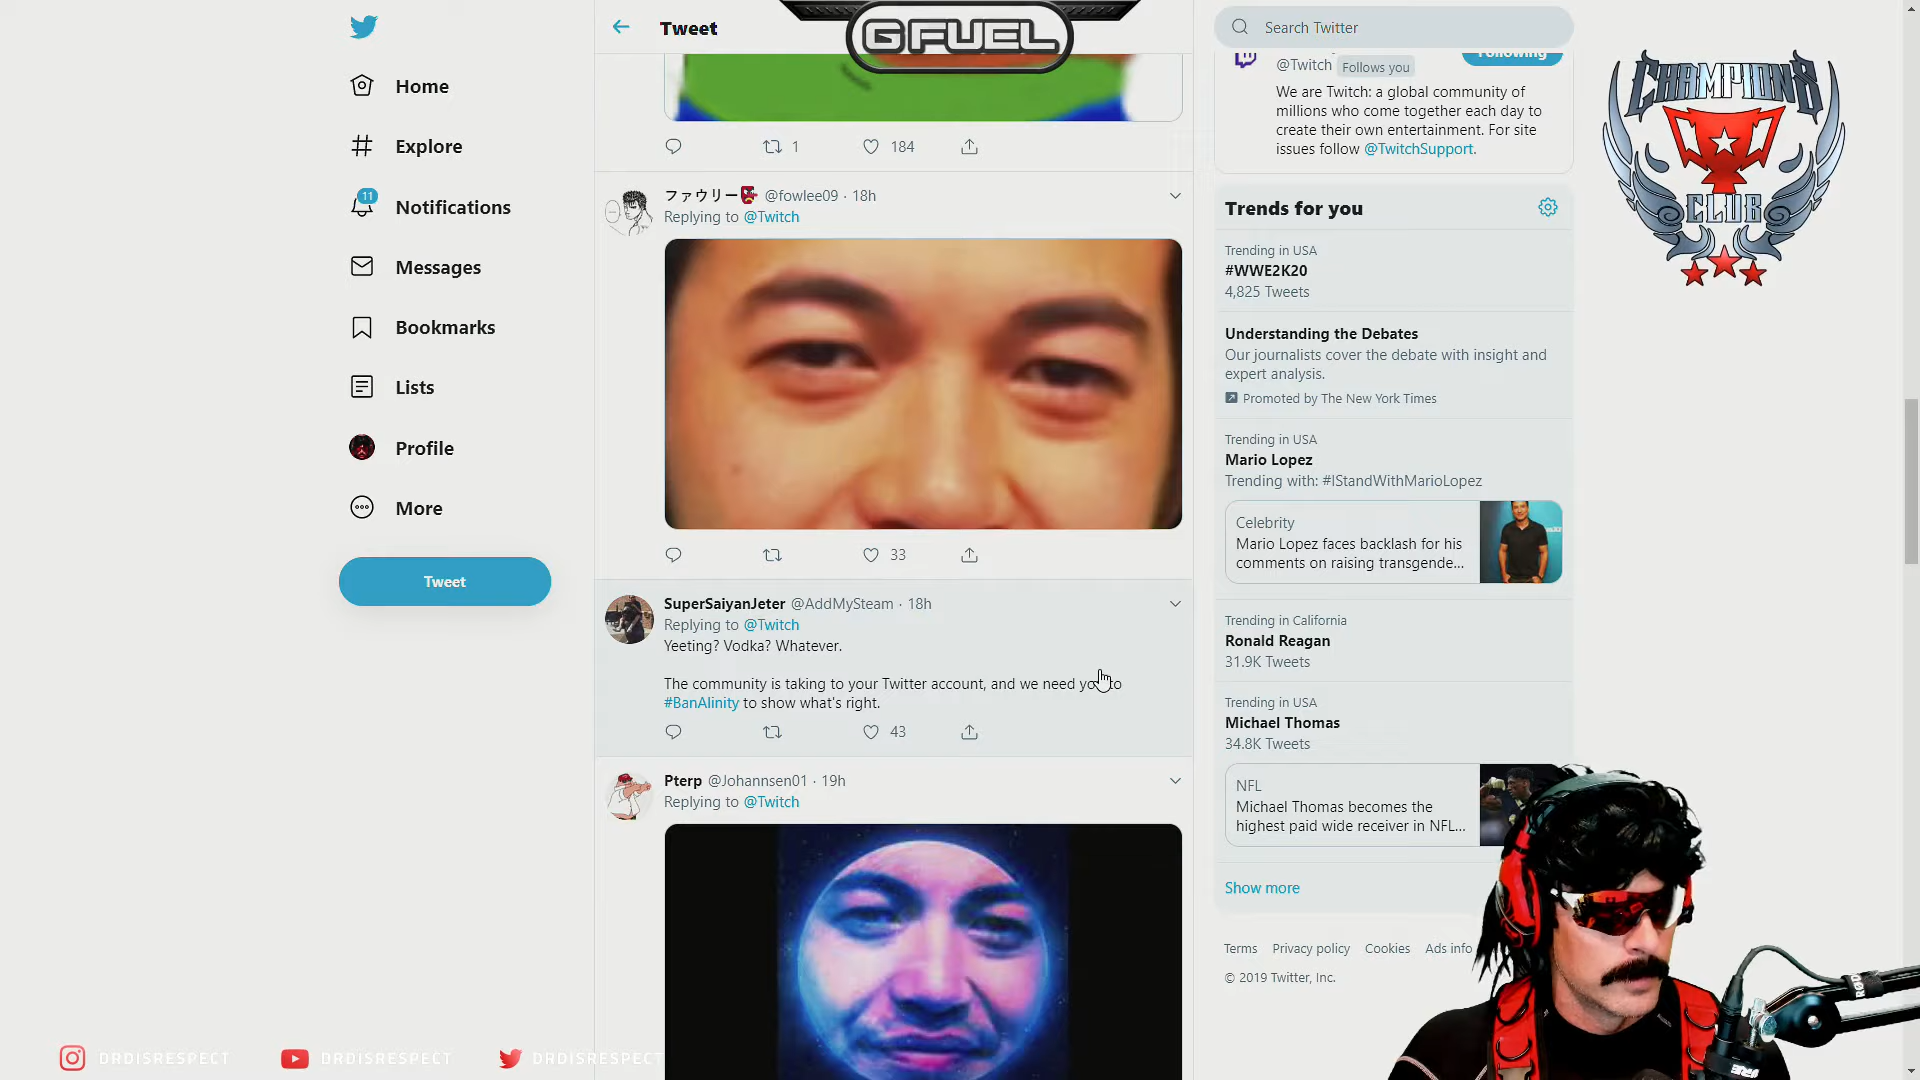 Home
Explore
11
Notifications
Messages
Bookmarks
Lists
Profile
More
Tweet
Tweet
G FUEL
1
184
ファウリー👺 @fowlee09 · 18h
Replying to @Twitch
33
SuperSaiyanJeter @AddMySteam · 18h
Replying to @Twitch
Yeeting? Vodka? Whatever.
The community is taking to your Twitter account, and we need you to
#BanAlinity to show what's right.
43
Pterp @Johannsen01 · 19h
Replying to @Twitch
Search Twitter
@Twitch Follows you
Following
We are Twitch: a global community of
millions who come together each day to
create their own entertainment. For site
issues follow @TwitchSupport.
Trends for you
Trending in USA
#WWE2K20
4,825 Tweets
Understanding the Debates
Our journalists cover the debate with insight and
expert analysis.
Promoted by The New York Times
Trending in USA
Mario Lopez
Trending with: #IStandWithMarioLopez
Celebrity
Mario Lopez faces backlash for his
comments on raising transgende...
Trending in California
Ronald Reagan
31.9K Tweets
Trending in USA
Michael Thomas
34.8K Tweets
NFL
Michael Thomas becomes the
highest paid wide receiver in NFL...
Show more
Terms Privacy policy Cookies Ads info
© 2019 Twitter, Inc.
CHAMPIONS
CLUB
DRDISRESPECT
DRDISRESPECT
DRDISRESPECT
RØDE